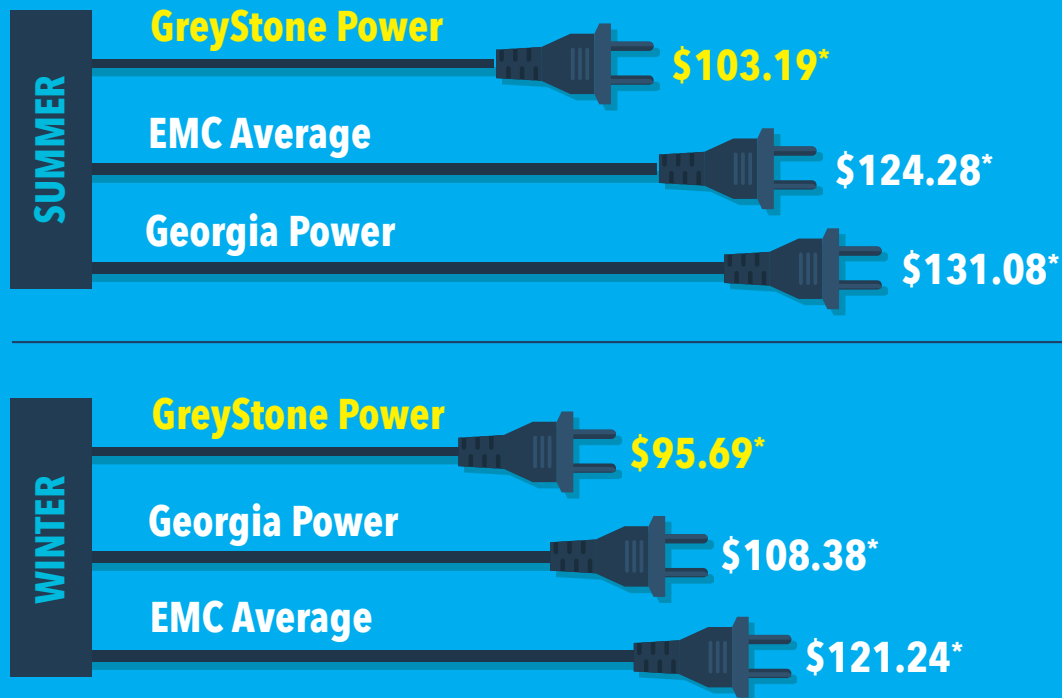 SUMMER
GreyStone Power
$103.19*
EMC Average
$124.28*
Georgia Power
$131.08*
WINTER
GreyStone Power
$95.69*
Georgia Power
$108.38*
EMC Average
$121.24*